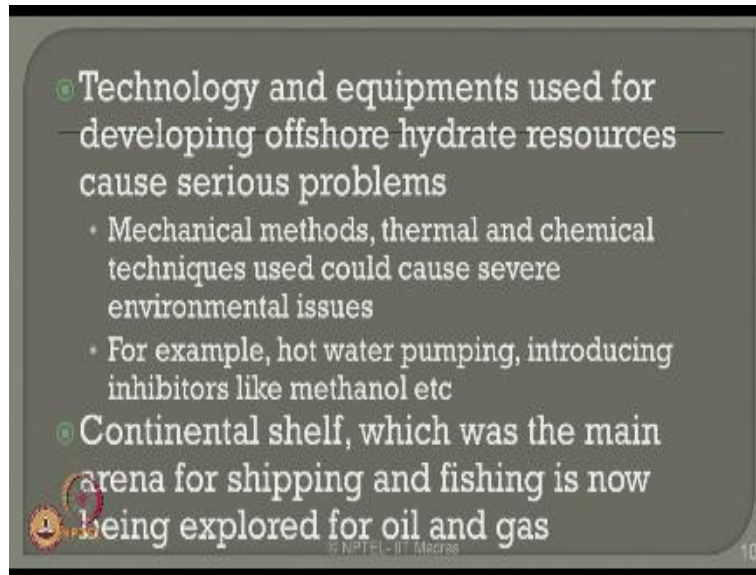 Technology and equipments used for
developing offshore hydrate resources
cause serious problems
• Mechanical methods, thermal and chemical
techniques used could cause severe
environmental issues
• For example, hot water pumping, introducing
inhibitors like methanol etc
Continental shelf, which was the main
arena for shipping and fishing is now
being explored for oil and gas
© NPTEL - IIT Madras
10